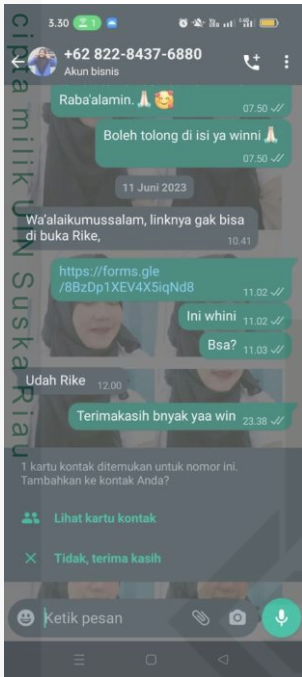 3.30 1
+62 822-8437-6880
Akun bisnis
Raba'alamin.
07.50
Boleh tolong di isi ya winni
07.50
11 Juni 2023
Wa'alaikumussalam, linknya gak bisa
di buka Rike,
10.41
https://forms.gle
/8BzDp1XEV4X5iqNd8
11.02
Ini whini 11.02
Bsa? 11.03
Udah Rike 12.00
Terimakasih bnyak yaa win 23.38
1 kartu kontak ditemukan untuk nomor ini.
Tambahkan ke kontak Anda?
Lihat kartu kontak
Tidak, terima kasih
Ketik pesan
cipta milik UIN Suska Riau